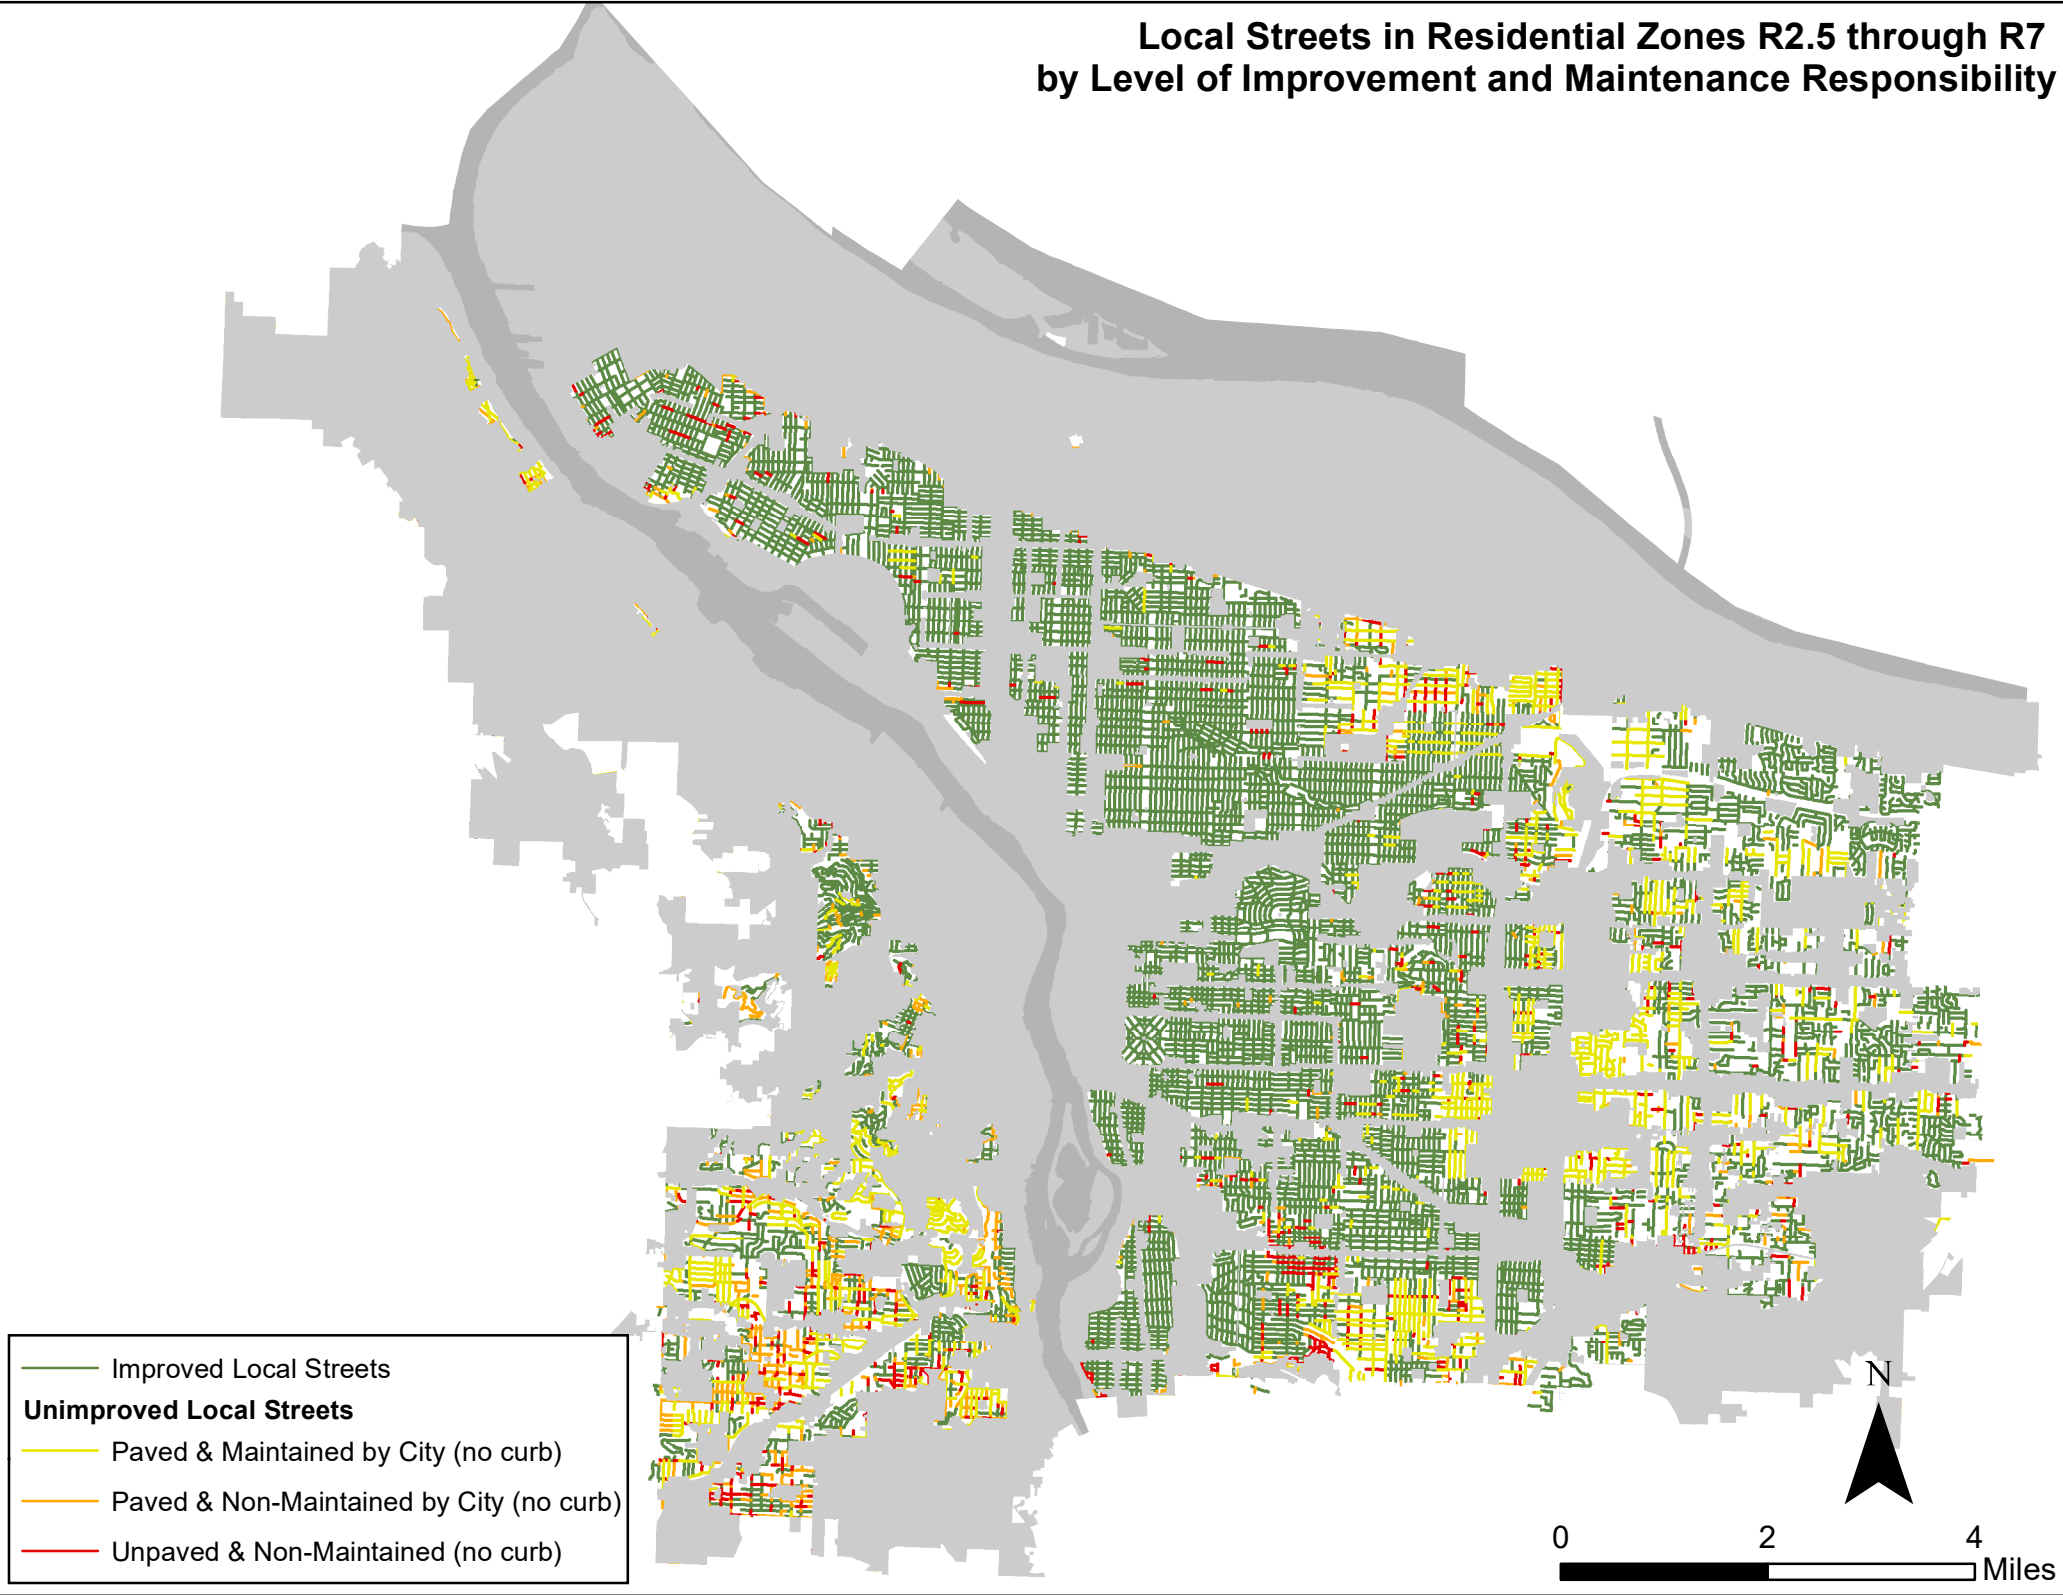 Local Streets in Residential Zones R2.5 through R7
by Level of Improvement and Maintenance Responsibility
Improved Local Streets
Unimproved Local Streets
Paved & Maintained by City (no curb)
Paved & Non-Maintained by City (no curb)
Unpaved & Non-Maintained (no curb)
N
0 2 4
Miles